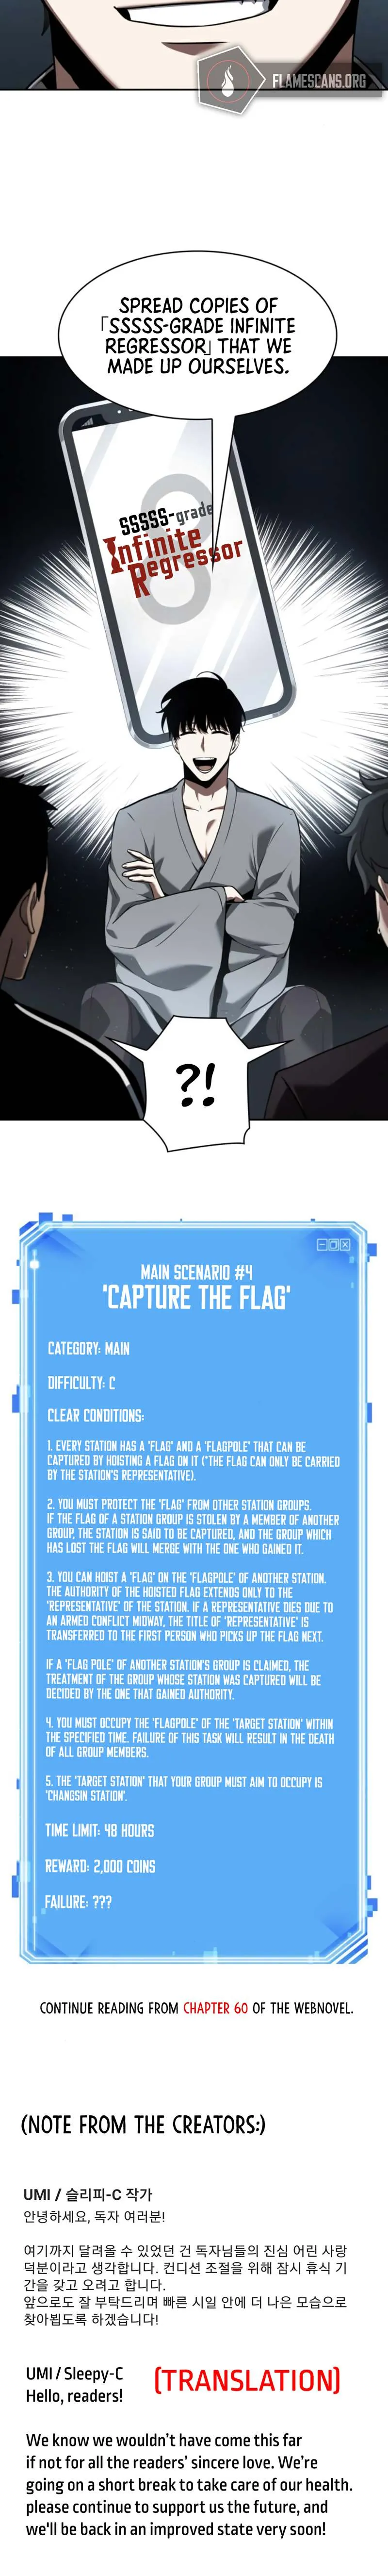 FLAMESCANS.ORG
SPREAD COPIES OF
「SSSSS-GRADE INFINITE
REGRESSOR」 THAT WE
MADE UP OURSELVES.
SSSSS-grade
Infinite
Regressor
?!
MAIN SCENARIO #4
'CAPTURE THE FLAG'
CATEGORY: MAIN
DIFFICULTY: C
CLEAR CONDITIONS:
1. EVERY STATION HAS A 'FLAG' AND A 'FLAGPOLE' THAT CAN BE
CAPTURED BY HOISTING A FLAG ON IT (*THE FLAG CAN ONLY BE CARRIED
BY THE STATION'S REPRESENTATIVE).
2. YOU MUST PROTECT THE 'FLAG' FROM OTHER STATION GROUPS.
IF THE FLAG OF A STATION GROUP IS STOLEN BY A MEMBER OF ANOTHER
GROUP, THE STATION IS SAID TO BE CAPTURED, AND THE GROUP WHICH
HAS LOST THE FLAG WILL MERGE WITH THE ONE WHO GAINED IT.
3. YOU CAN HOIST A 'FLAG' ON THE 'FLAGPOLE' OF ANOTHER STATION.
THE AUTHORITY OF THE HOISTED FLAG EXTENDS ONLY TO THE
'REPRESENTATIVE' OF THE STATION. IF A REPRESENTATIVE DIES DUE TO
AN ARMED CONFLICT MIDWAY, THE TITLE OF 'REPRESENTATIVE' IS
TRANSFERRED TO THE FIRST PERSON WHO PICKS UP THE FLAG NEXT.
IF A 'FLAG POLE' OF ANOTHER STATION'S GROUP IS CLAIMED, THE
TREATMENT OF THE GROUP WHOSE STATION WAS CAPTURED WILL BE
DECIDED BY THE ONE THAT GAINED AUTHORITY.
4. YOU MUST OCCUPY THE 'FLAGPOLE' OF THE 'TARGET STATION' WITHIN
THE SPECIFIED TIME. FAILURE OF THIS TASK WILL RESULT IN THE DEATH
OF ALL GROUP MEMBERS.
5. THE 'TARGET STATION' THAT YOUR GROUP MUST AIM TO OCCUPY IS
'CHANGSIN STATION'.
TIME LIMIT: 48 HOURS
REWARD: 2,000 COINS
FAILURE: ???
CONTINUE READING FROM CHAPTER 60 OF THE WEBNOVEL.
(NOTE FROM THE CREATORS:)
UMI / 슬리피-C 작가
안녕하세요, 독자 여러분!
여기까지 달려올 수 있었던 건 독자님들의 진심 어린 사랑
덕분이라고 생각합니다. 컨디션 조절을 위해 잠시 휴식 기
간을 갖고 오려고 합니다.
앞으로도 잘 부탁드리며 빠른 시일 안에 더 나은 모습으로
찾아뵙도록 하겠습니다!
UMI / Sleepy-C
(TRANSLATION)
Hello, readers!
We know we wouldn't have come this far
if not for all the readers' sincere love. We're
going on a short break to take care of our health.
please continue to support us the future, and
we'll be back in an improved state very soon!